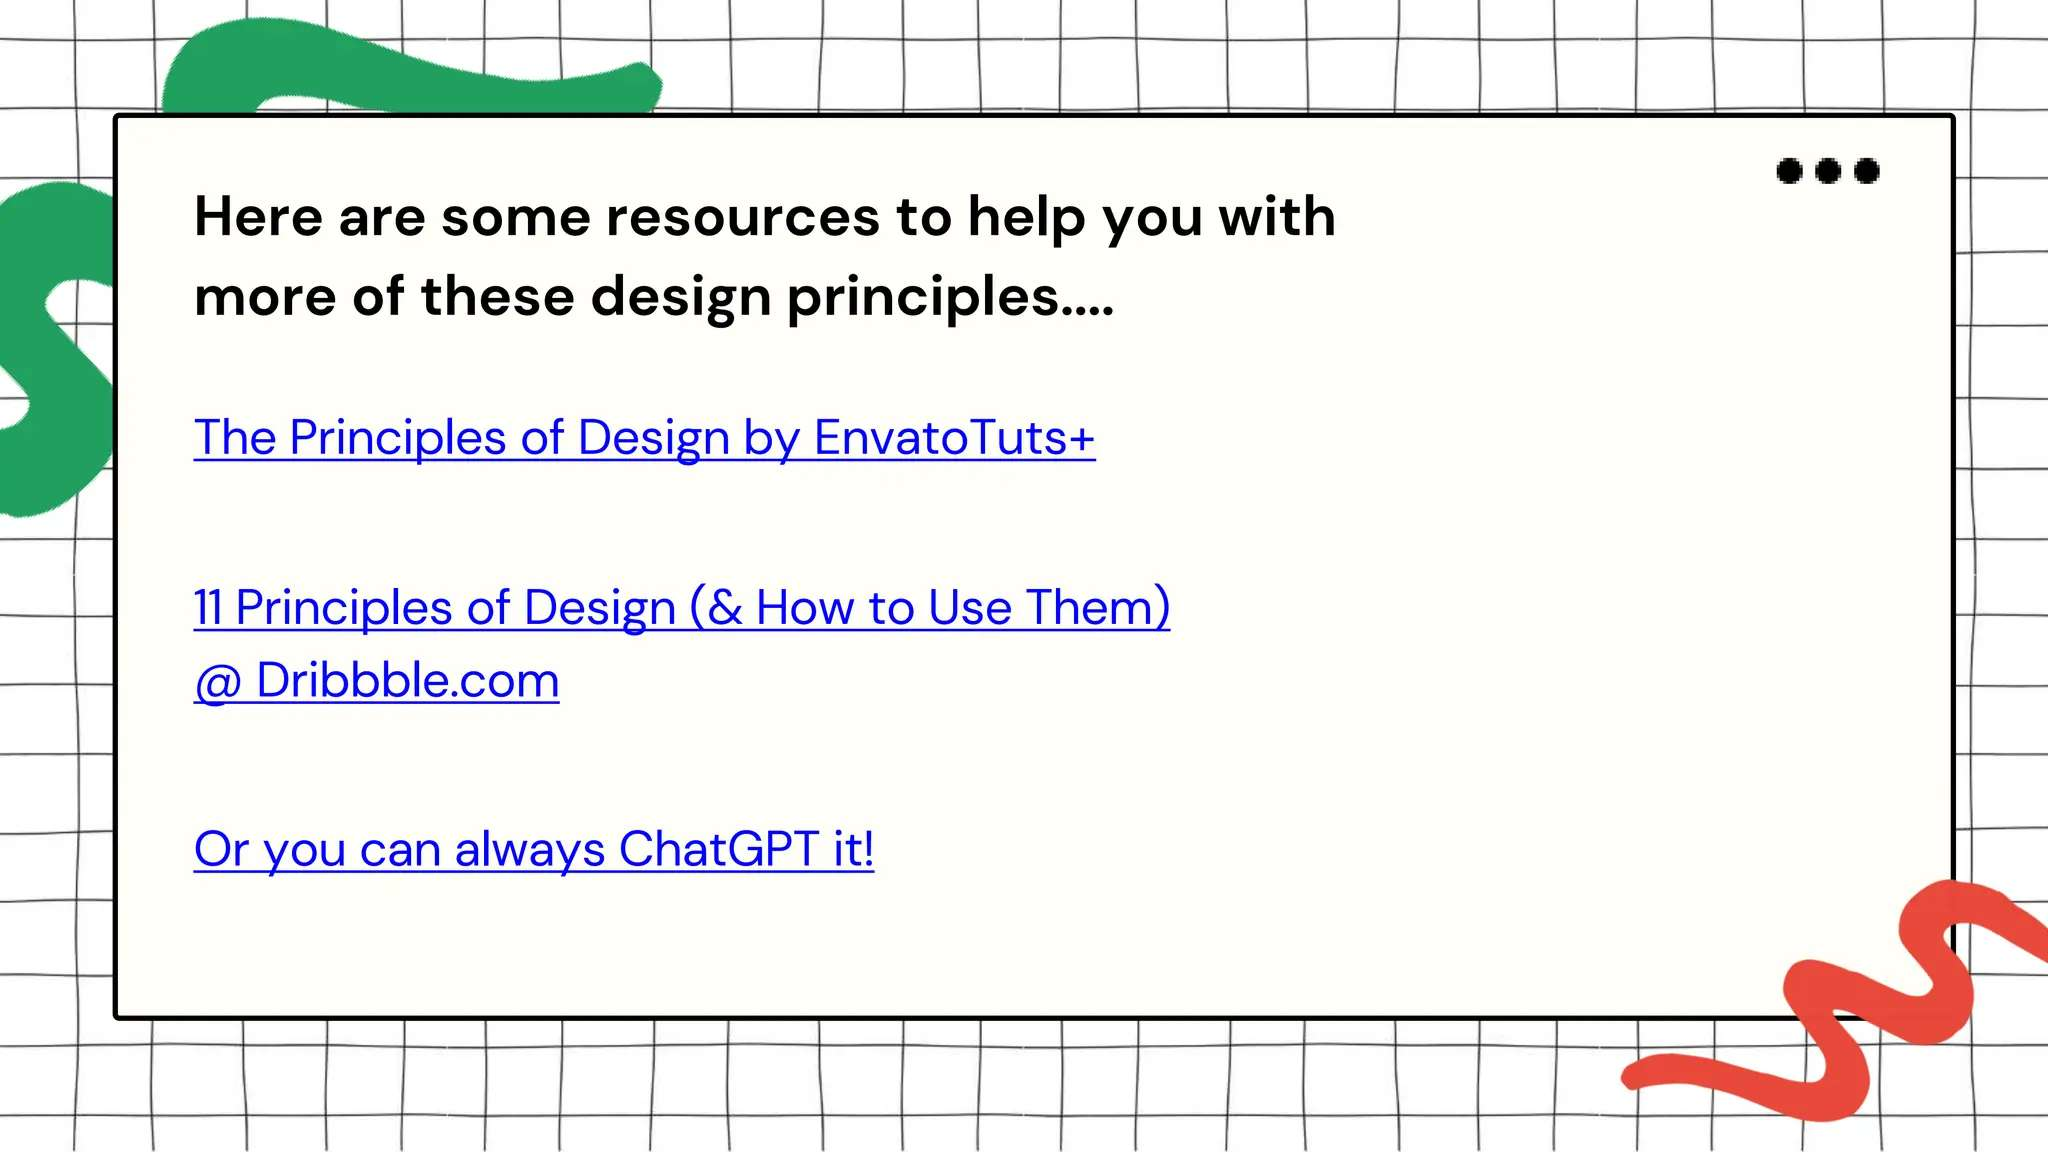 Here are some resources to help you with
more of these design principles....
The Principles of Design by EnvatoTuts+
11 Principles of Design (& How to Use Them)
@ Dribbble.com
Or you can always ChatGPT it!